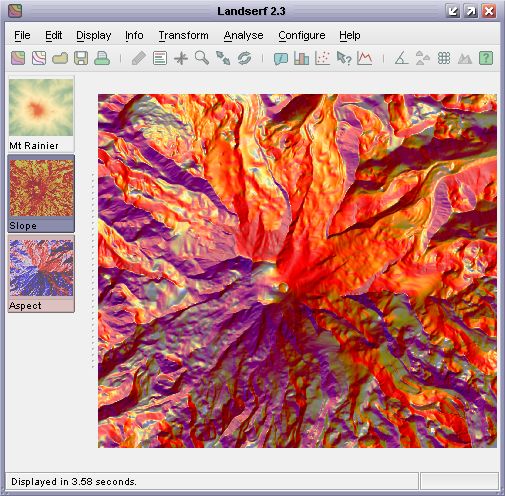 Landserf 2.3
File Edit Display Info Transform Analyse Configure Help
Mt Rainier
Slope
Aspect
Displayed in 3.58 seconds.